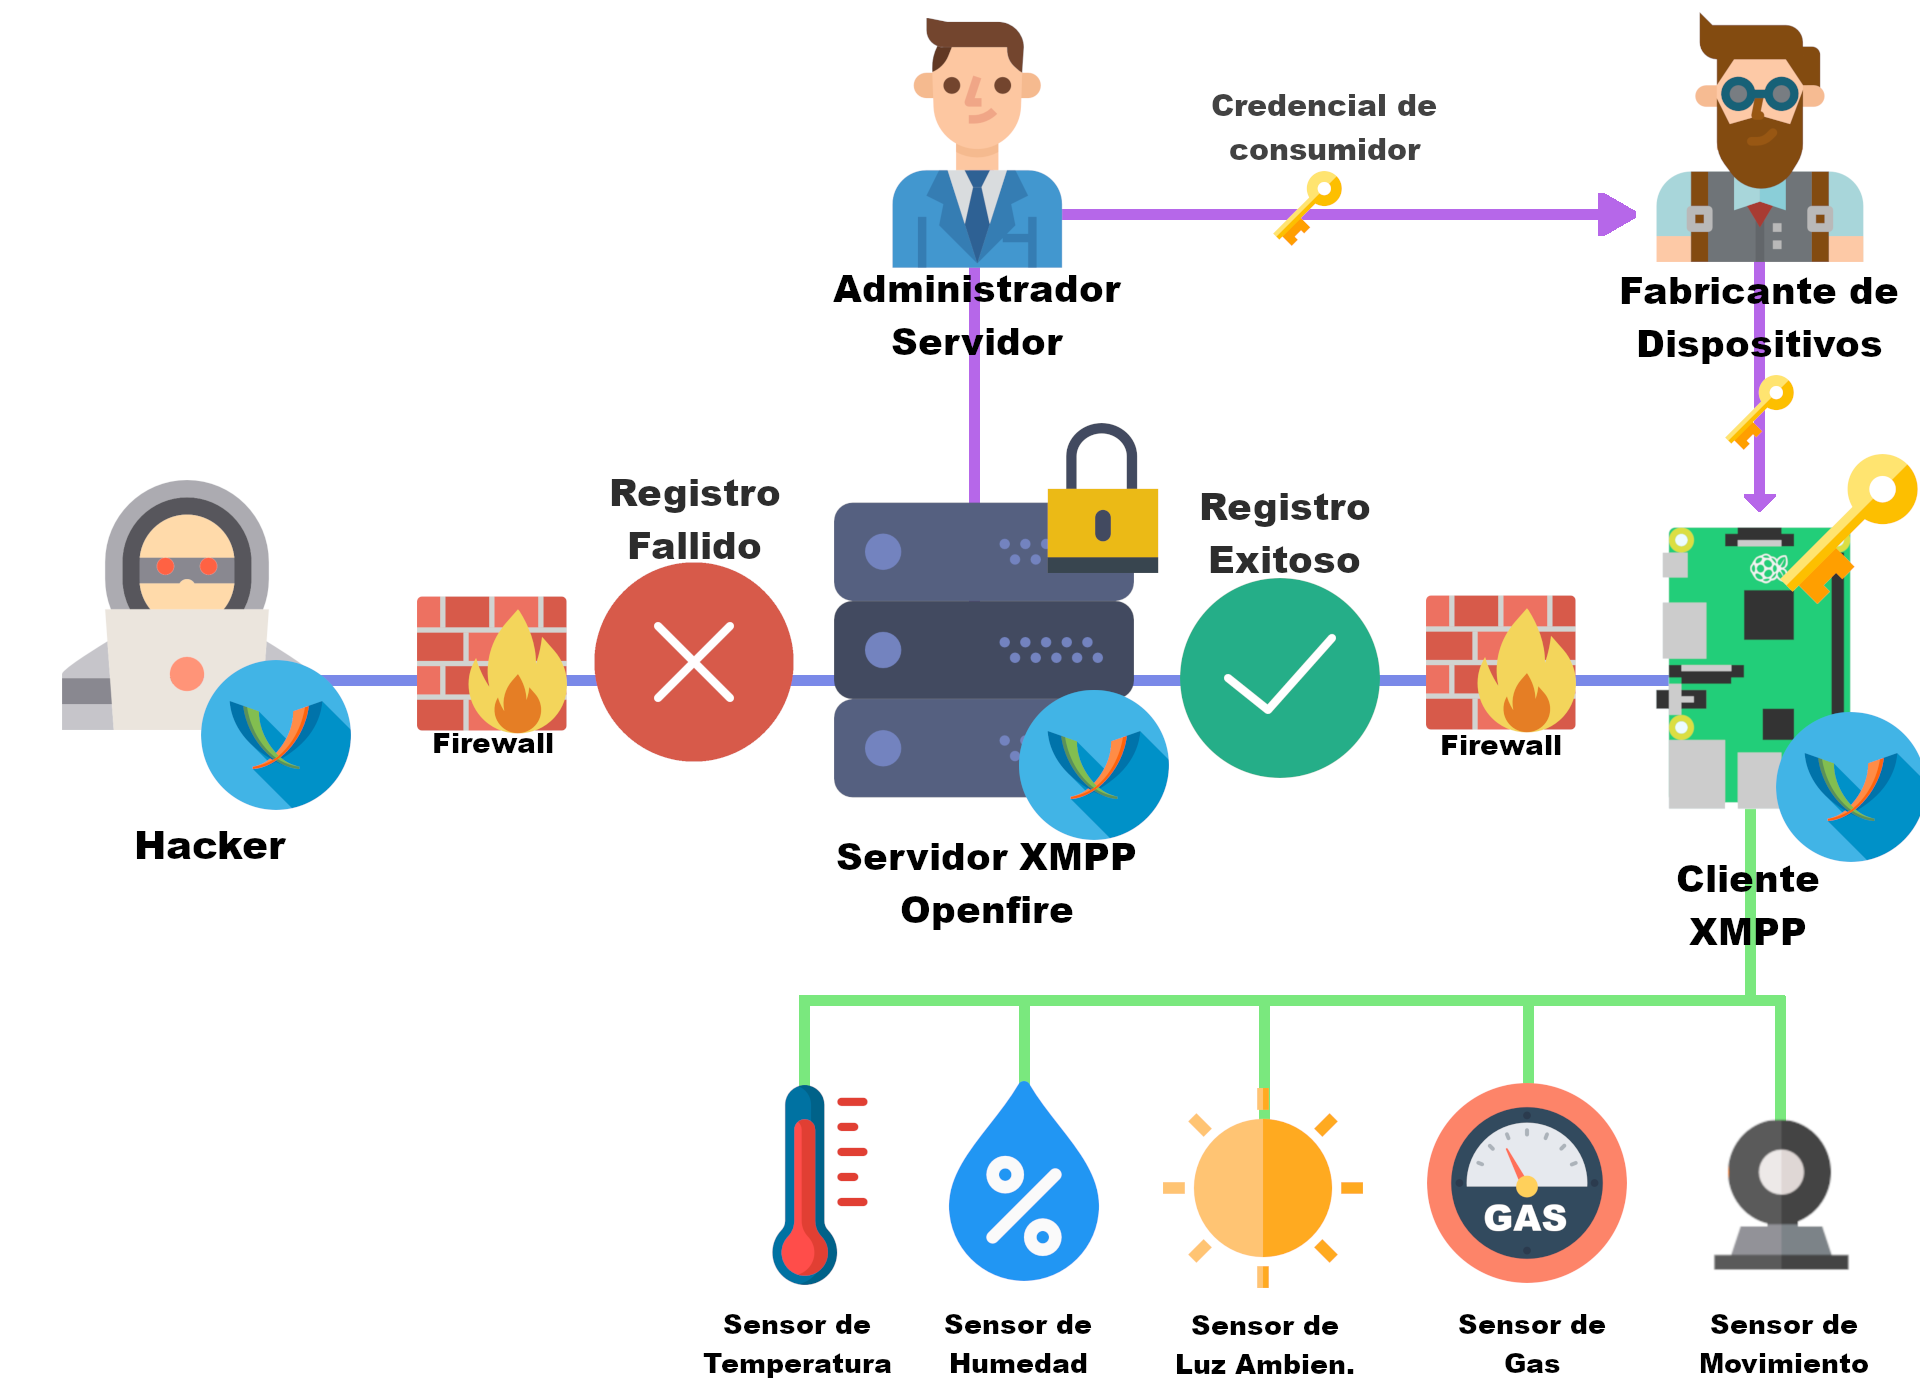 Credencial de
consumidor
Administrador
Servidor
Fabricante de
Dispositivos
Registro
Fallido
Registro
Exitoso
Firewall
Firewall
Hacker
Servidor XMPP
Openfire
Cliente
XMPP
GAS
Sensor de
Temperatura
Sensor de
Humedad
Sensor de
Luz Ambien.
Sensor de
Gas
Sensor de
Movimiento